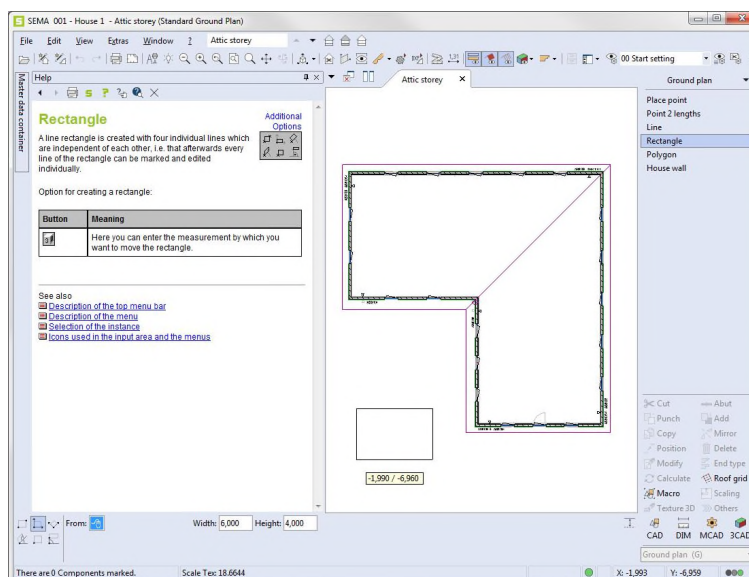 SEMA 001 - House 1 - Attic storey (Standard Ground Plan)
File Edit View Extras Window ? Attic storey
00 Start setting
Help
Master data container
Attic storey
Ground plan
Rectangle
Additional
Options
A line rectangle is created with four individual lines which
are independent of each other, i.e. that afterwards every
line of the rectangle can be marked and edited
individually.
Option for creating a rectangle:
Button Meaning
Here you can enter the measurement by which you
want to move the rectangle.
See also
Description of the top menu bar
Description of the menu
Selection of the instance
Icons used in the input area and the menus
-1,990 / -6,960
Place point
Point 2 lengths
Line
Rectangle
Polygon
House wall
Cut Abut
Punch Add
Copy Mirror
Position Delete
Modify End type
Calculate Roof grid
Macro Scaling
Texture 3D Others
CAD DIM MCAD 3CAD
Ground plan (G)
From: Width: 6,000 Height: 4,000
There are 0 Components marked. Scale Tex: 18.6644 X: -1,993 Y: -6,959